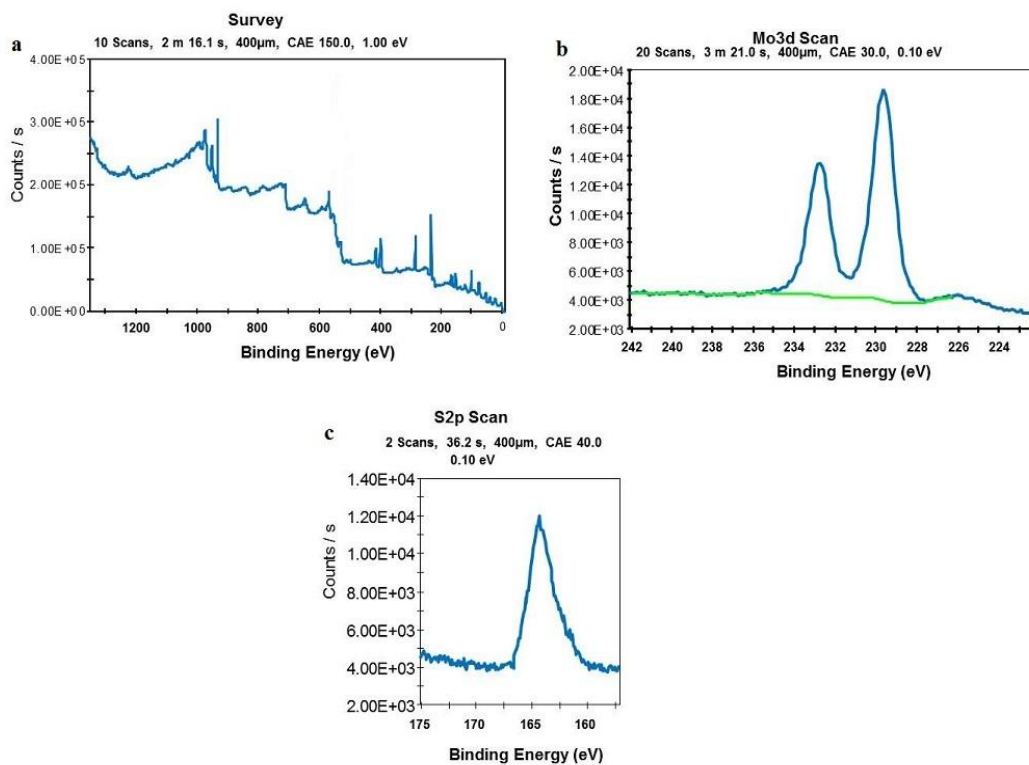 Survey
a
10 Scans, 2 m 16.1 s, 400µm, CAE 150.0, 1.00 eV
4.00E +05
3.00E +05
2.00E +05
1.00E +05
0.00E+00
Counts / s
1200 1000 800 600 400 200 0
Binding Energy (eV)
Mo3d Scan
b
20 Scans, 3 m 21.0 s, 400µm, CAE 30.0, 0.10 eV
2.00E +04
1.80E+04
1.60E+04
1.40E+04
1.20E+04
1.00E +04
8.00E +03
6.00E +03
4.00E +03
2.00E +03
Counts / s
242 240 238 236 234 232 230 228 226 224
Binding Energy (eV)
S2p Scan
c
2 Scans, 36.2 s, 400µm, CAE 40.0
0.10 eV
1.40E+04
1.20E+04
1.00E+04
8.00E+03
6.00E+03
4.00E+03
2.00E+03
Counts / s
175 170 165 160
Binding Energy (eV)